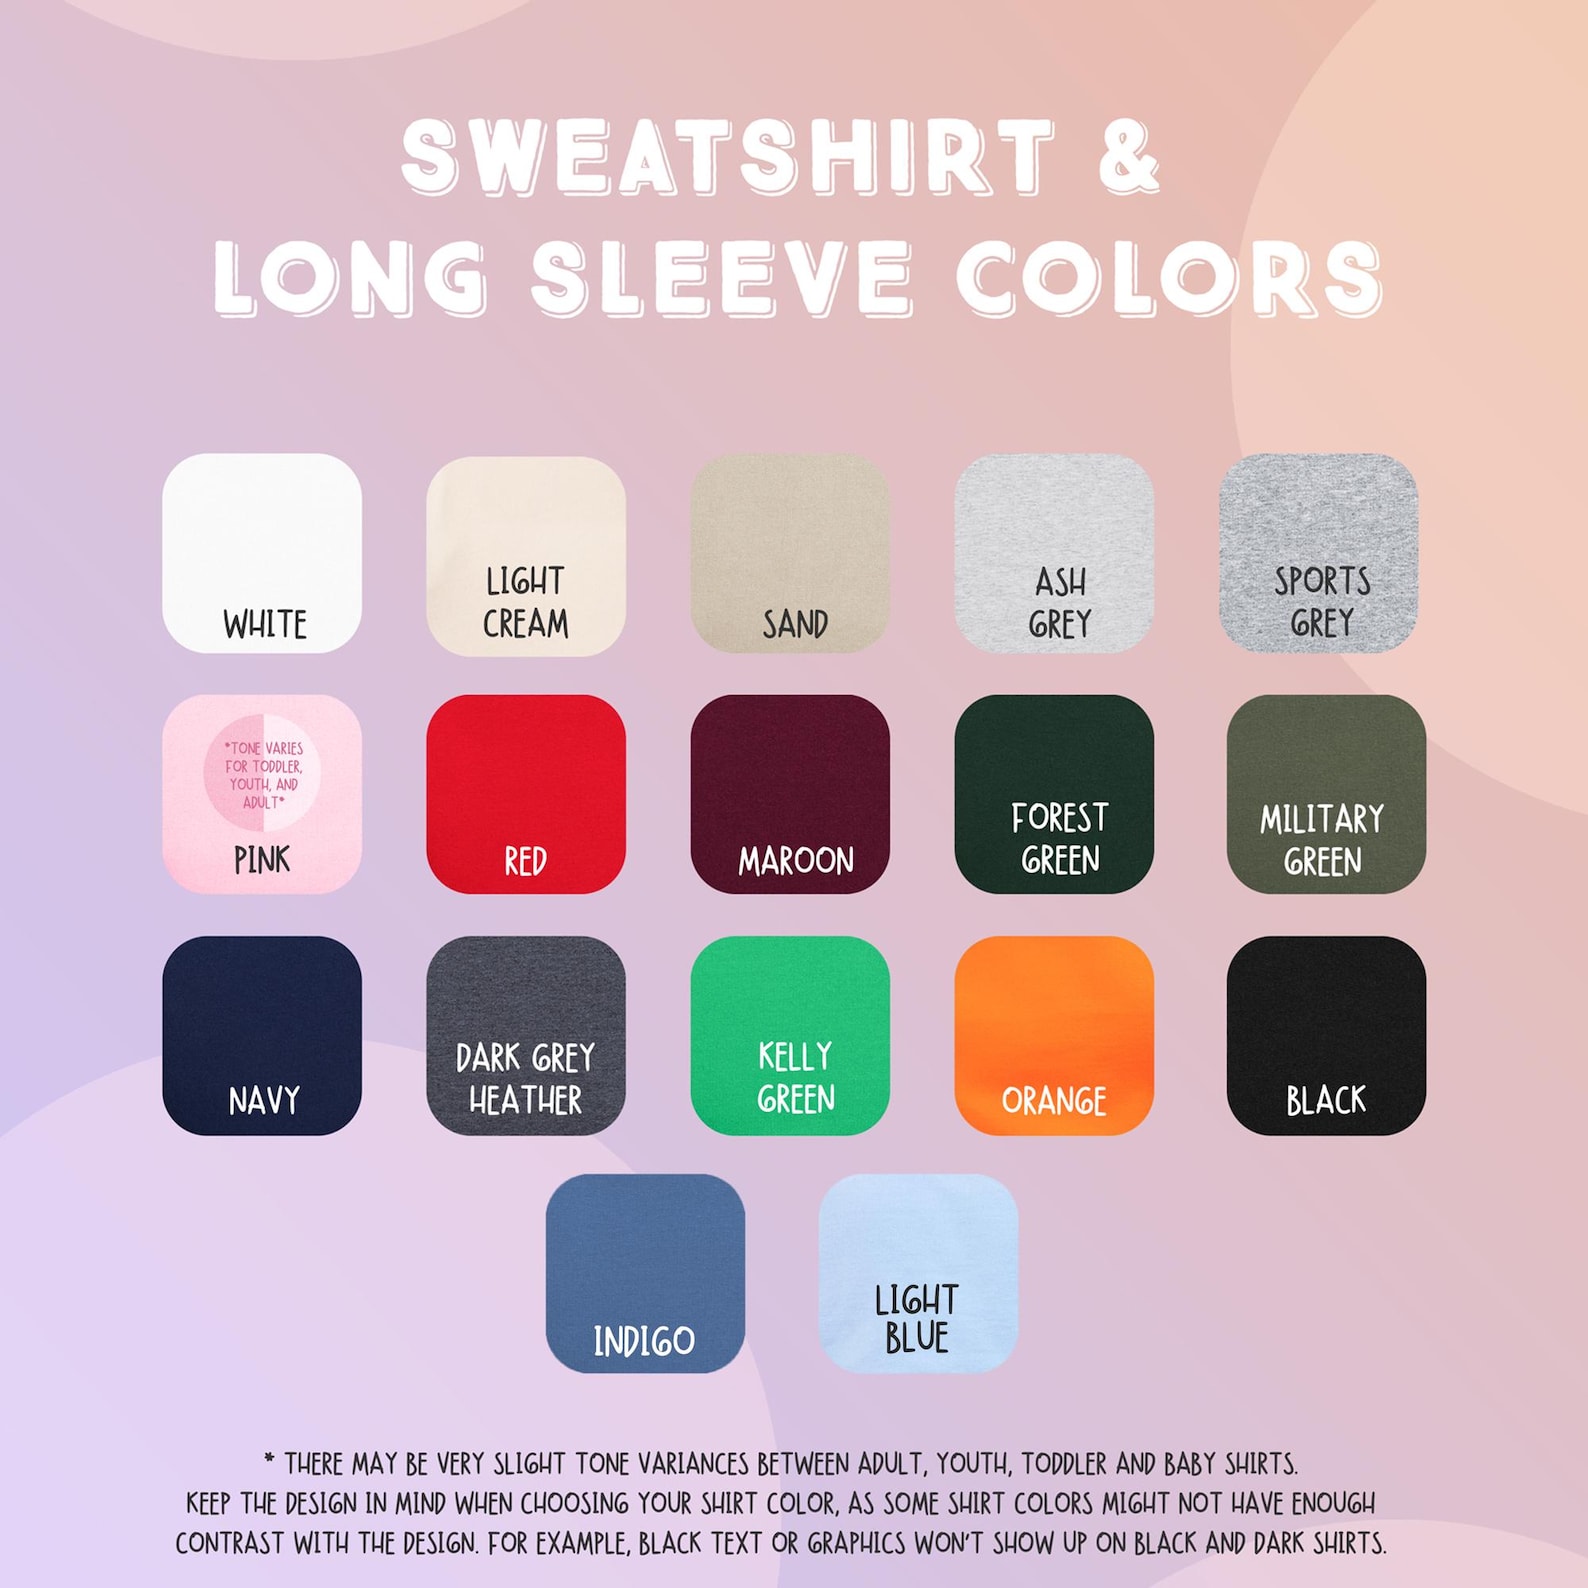 SWEATSHIRT &
LONG SLEEVE COLORS
WHITE
LIGHT
CREAM
SAND
ASH
GREY
SPORTS
GREY
*TONE VARIES
FOR TODDLER,
YOUTH, AND
ADULT*
PINK
RED
MAROON
FOREST
GREEN
MILITARY
GREEN
NAVY
DARK GREY
HEATHER
KELLY
GREEN
ORANGE
BLACK
INDIGO
LIGHT
BLUE
* THERE MAY BE VERY SLIGHT TONE VARIANCES BETWEEN ADULT, YOUTH, TODDLER AND BABY SHIRTS.
KEEP THE DESIGN IN MIND WHEN CHOOSING YOUR SHIRT COLOR, AS SOME SHIRT COLORS MIGHT NOT HAVE ENOUGH
CONTRAST WITH THE DESIGN. FOR EXAMPLE, BLACK TEXT OR GRAPHICS WON'T SHOW UP ON BLACK AND DARK SHIRTS.